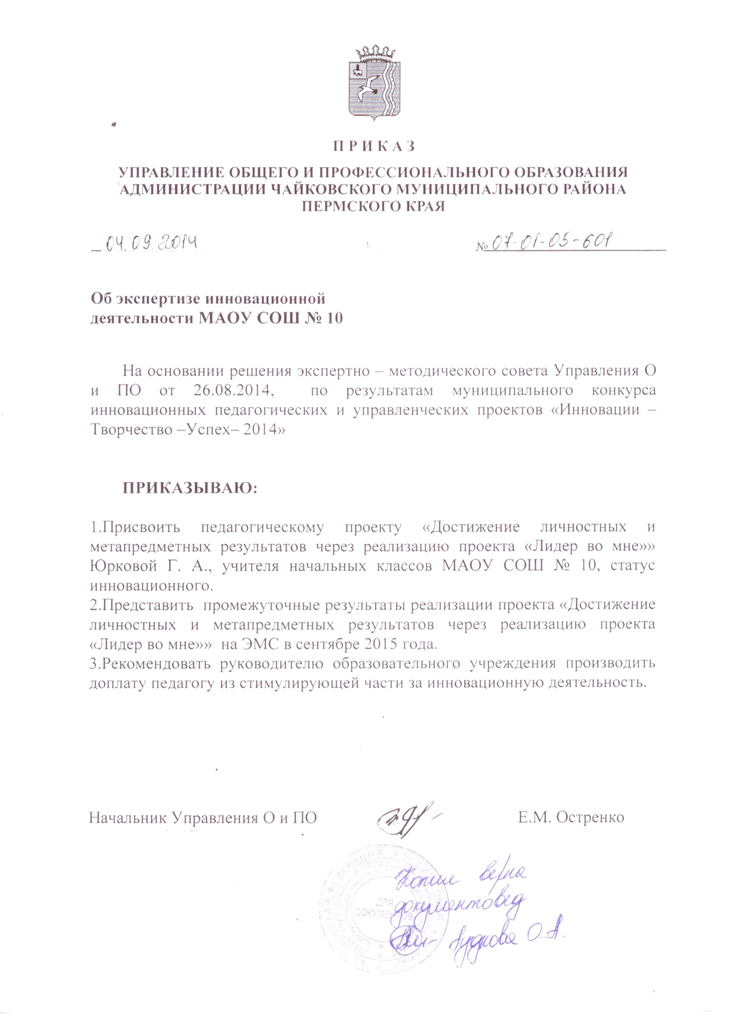 П Р И К А З
УПРАВЛЕНИЕ ОБЩЕГО И ПРОФЕССИОНАЛЬНОГО ОБРАЗОВАНИЯ
АДМИНИСТРАЦИИ ЧАЙКОВСКОГО МУНИЦИПАЛЬНОГО РАЙОНА
ПЕРМСКОГО КРАЯ
04.09 2014 № 07-01-05-601
Об экспертизе инновационной
деятельности МАОУ СОШ № 10
На основании решения экспертно – методического совета Управления О
и ПО от 26.08.2014, по результатам муниципального конкурса
инновационных педагогических и управленческих проектов «Инновации –
Творчество –Успех– 2014»
ПРИКАЗЫВАЮ:
1.Присвоить педагогическому проекту «Достижение личностных и
метапредметных результатов через реализацию проекта «Лидер во мне»»
Юрковой Г. А., учителя начальных классов МАОУ СОШ № 10, статус
инновационного.
2.Представить промежуточные результаты реализации проекта «Достижение
личностных и метапредметных результатов через реализацию проекта
«Лидер во мне»» на ЭМС в сентябре 2015 года.
3.Рекомендовать руководителю образовательного учреждения производить
доплату педагогу из стимулирующей части за инновационную деятельность.
Начальник Управления О и ПО Е.М. Остренко
Копия верна
документовед
О.А.
ДЛЯ
ДОКУМЕНТОВ